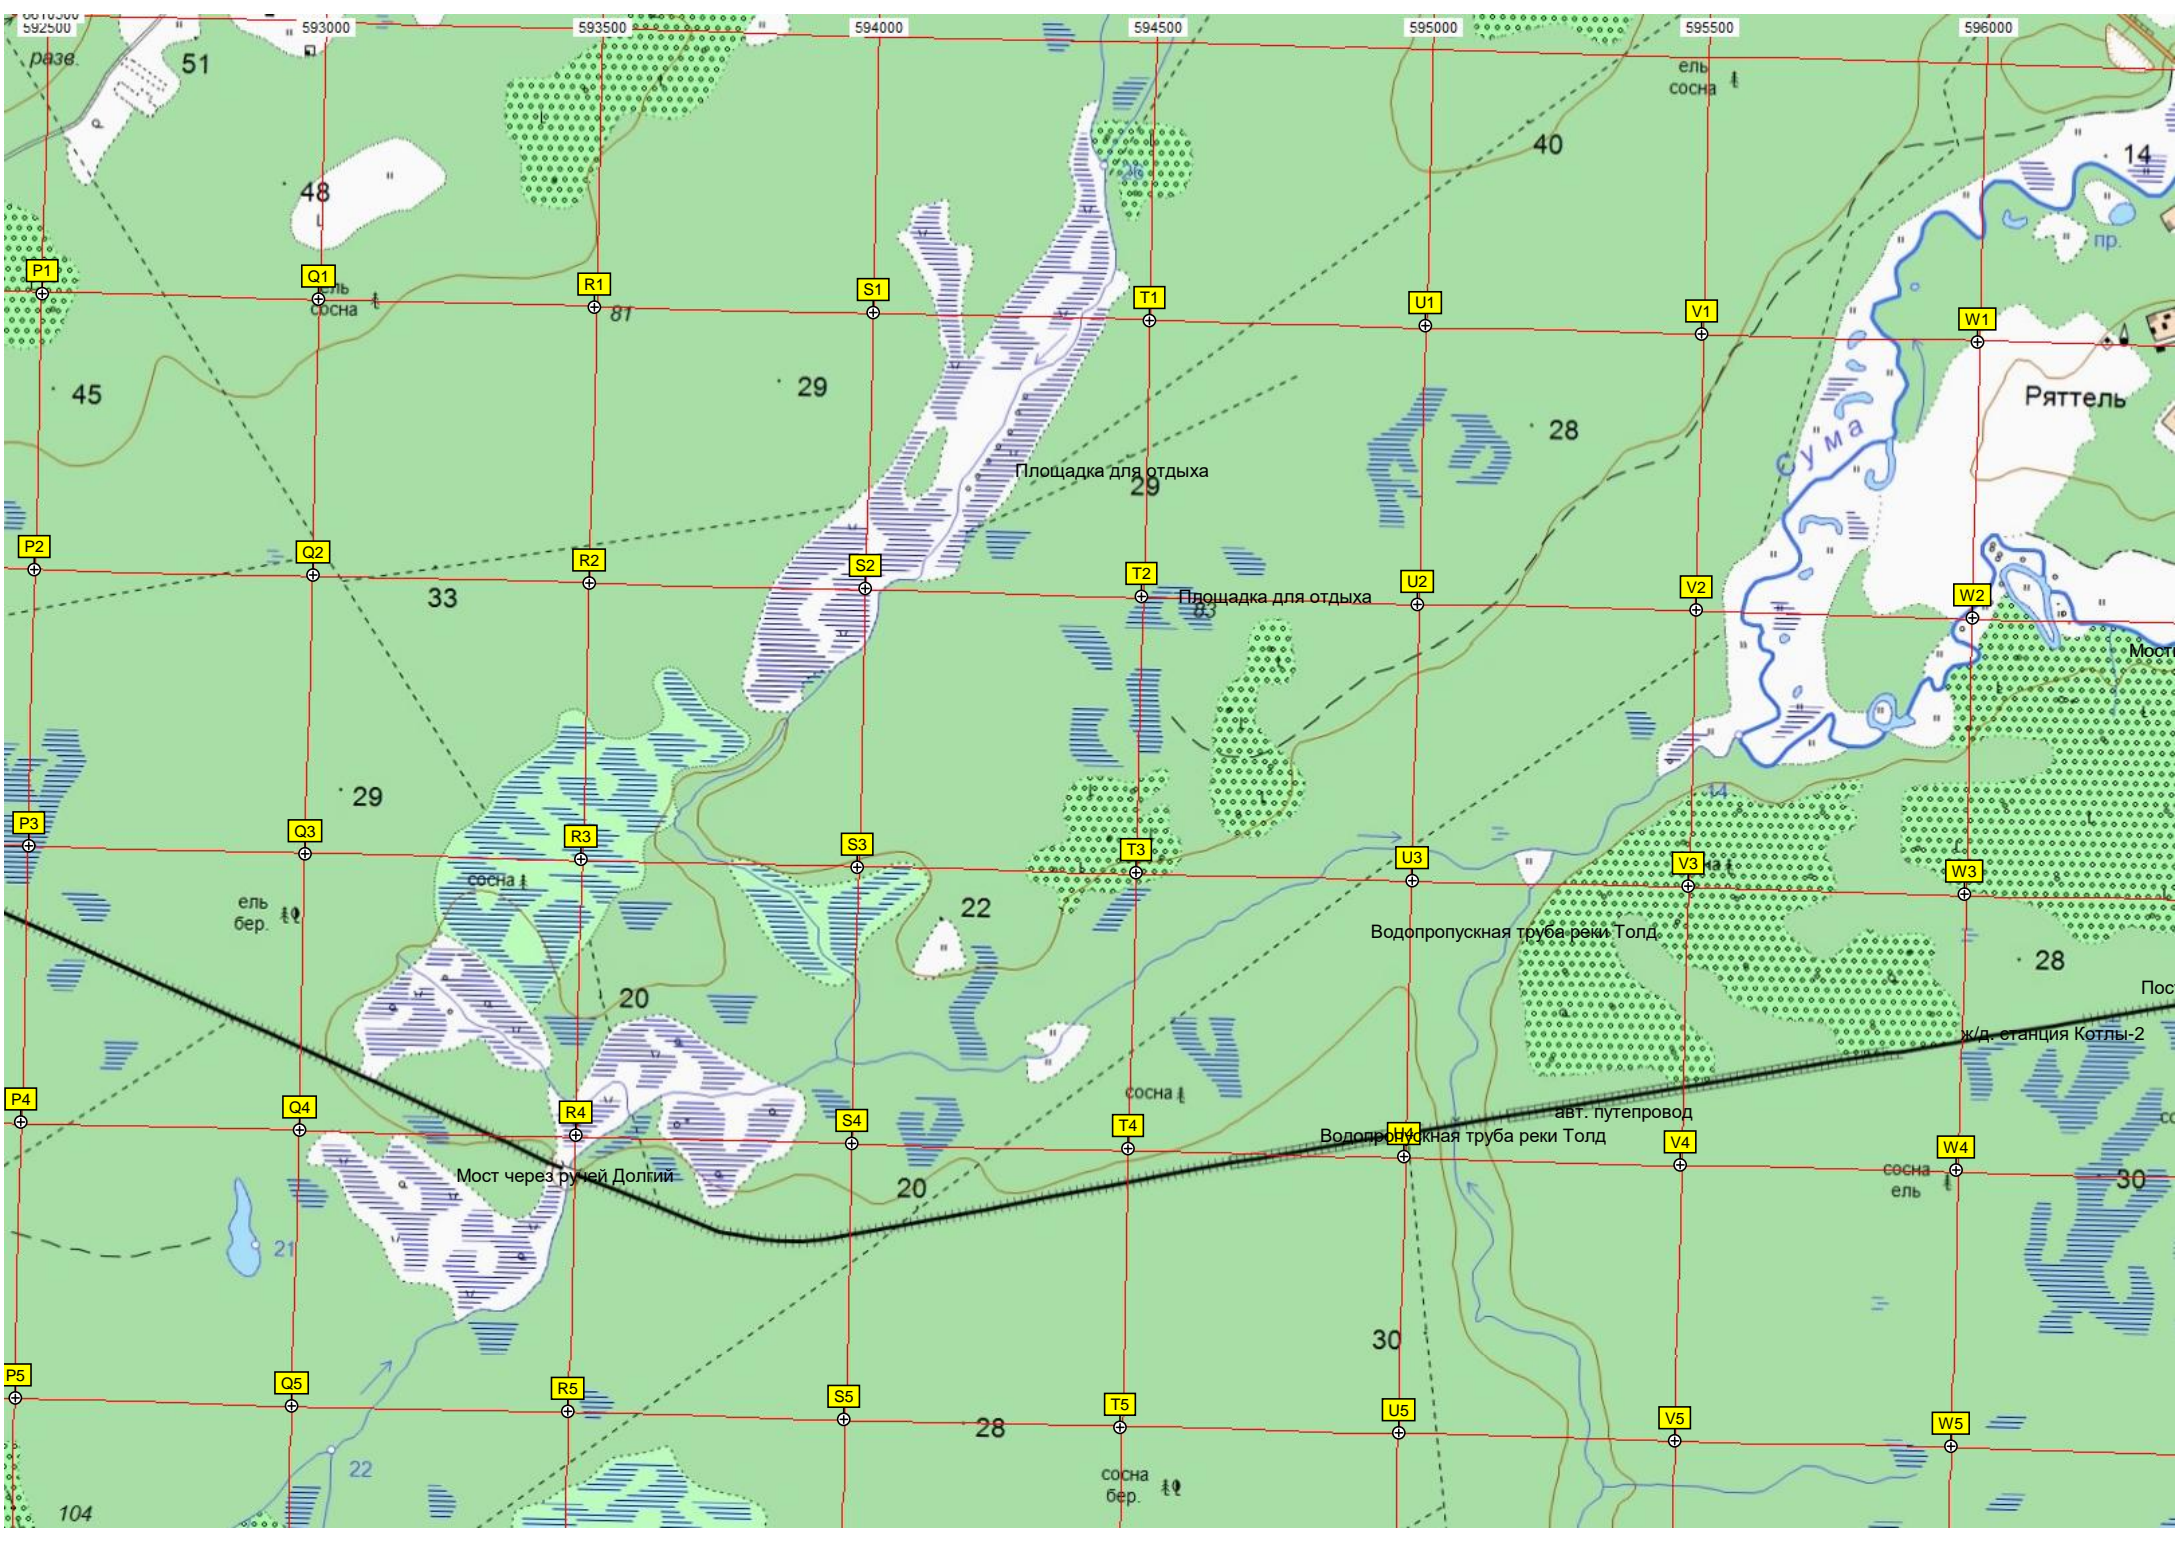 592500 593000 593500 594000 594500 595000 595500 596000
разв.
51
ель
сосна
40
14
48
26
пр.
P1 Q1 R1 S1 T1 U1 V1 W1
сосна
81
45
29
28
Ряттель
Сума
Площадка для отдыха
29
P2 Q2 R2 S2 T2 U2 V2 W2
33
Площадка для отдыха
83
29
14
P3 Q3 R3 S3 T3 U3 V3 W3
сосна
ель
бер.
22
Водопропускная труба реки Толд
28
20
ж/д. станция Котлы-2
сосна
P4 Q4 R4 S4 T4 U4 V4 W4
авт. путепровод
Водопропускная труба реки Толд
Мост через ручей Долгий
20
сосна
ель
30
21
30
P5 Q5 R5 S5 T5 U5 V5 W5
28
22
сосна
бер.
104